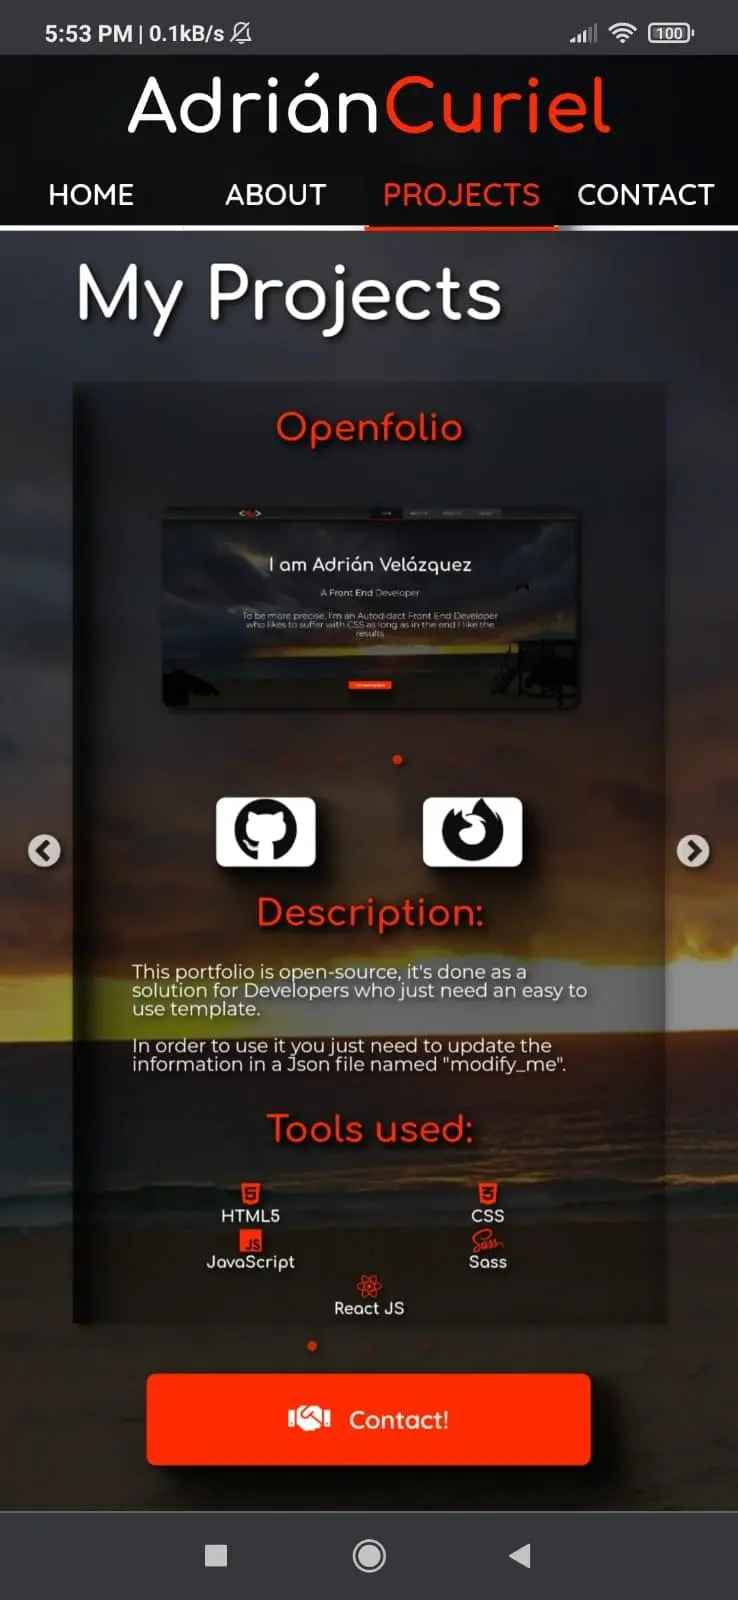 5:53 PM | 0.1kB/s
100
AdriánCuriel
HOME ABOUT PROJECTS CONTACT
My Projects
Openfolio
I am Adrián Velázquez
A Front End Developer
To be more precise, I'm an Autodidact Front End Developer
who likes to suffer with CSS as long as in the end I like the
results
Description:
This portfolio is open-source, it's done as a
solution for Developers who just need an easy to
use template.
In order to use it you just need to update the
information in a Json file named "modify_me".
Tools used:
HTML5
CSS
JS
JavaScript
Sass
Sass
React JS
Contact!